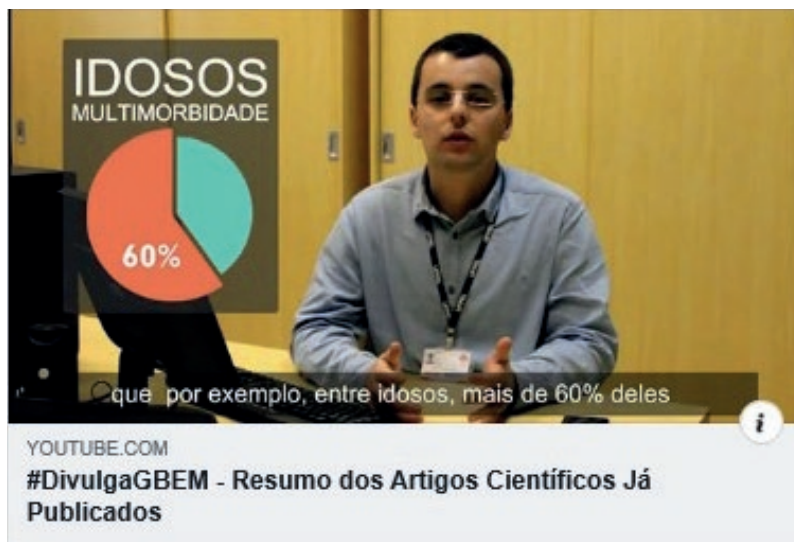 IDOSOS
MULTIMORBIDADE
60%
que por exemplo, entre idosos, mais de 60% deles
i
YOUTUBE.COM
#DivulgaGBEM - Resumo dos Artigos Científicos Já
Publicados